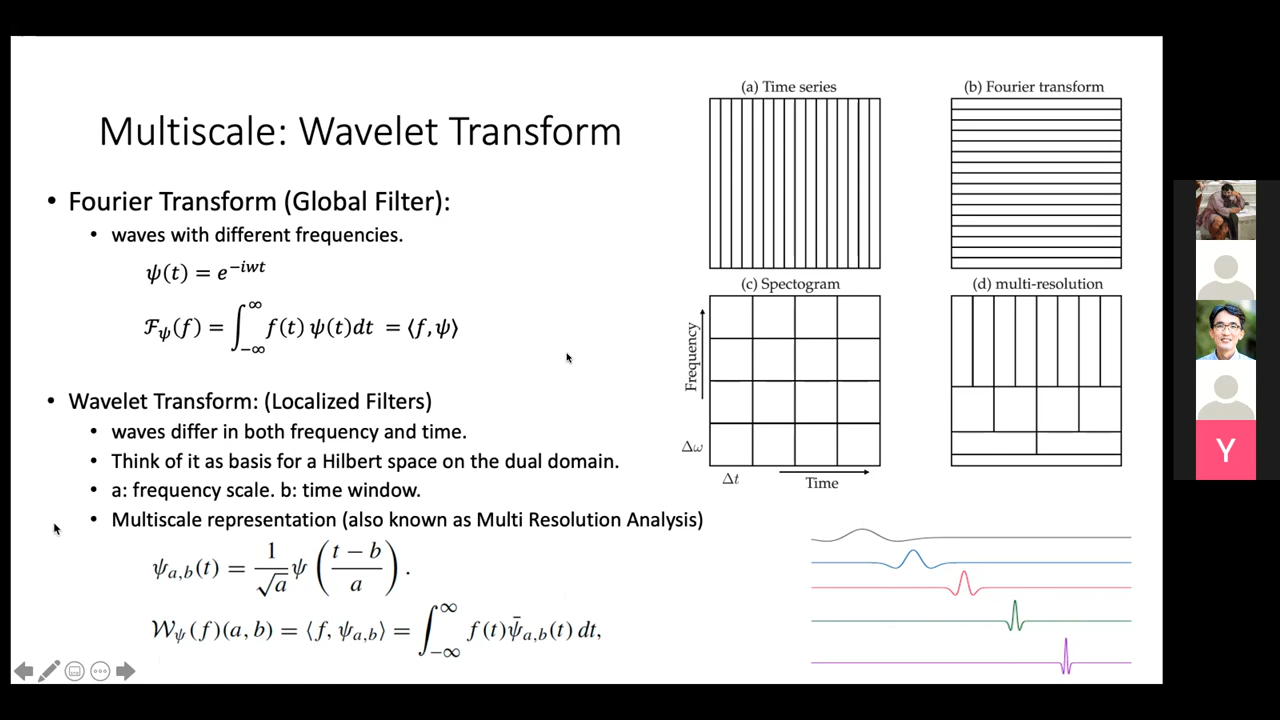 Multiscale: Wavelet Transform
• Fourier Transform (Global Filter):
• waves with different frequencies.
ψ(t) = e^{-iwt}
ℱ_ψ(f) = ∫_{-∞}^{∞} f(t) ψ(t)dt = ⟨f,ψ⟩
• Wavelet Transform: (Localized Filters)
• waves differ in both frequency and time.
• Think of it as basis for a Hilbert space on the dual domain.
• a: frequency scale. b: time window.
• Multiscale representation (also known as Multi Resolution Analysis)
ψ_{a,b}(t) = 1/√a ψ((t − b)/a).
𝒲_ψ(f)(a, b) = ⟨f, ψ_{a,b}⟩ = ∫_{-∞}^{∞} f(t)ψ̄_{a,b}(t) dt,
(a) Time series
(b) Fourier transform
(c) Spectogram
(d) multi-resolution
Frequency
Δω
Δt
Time
Y